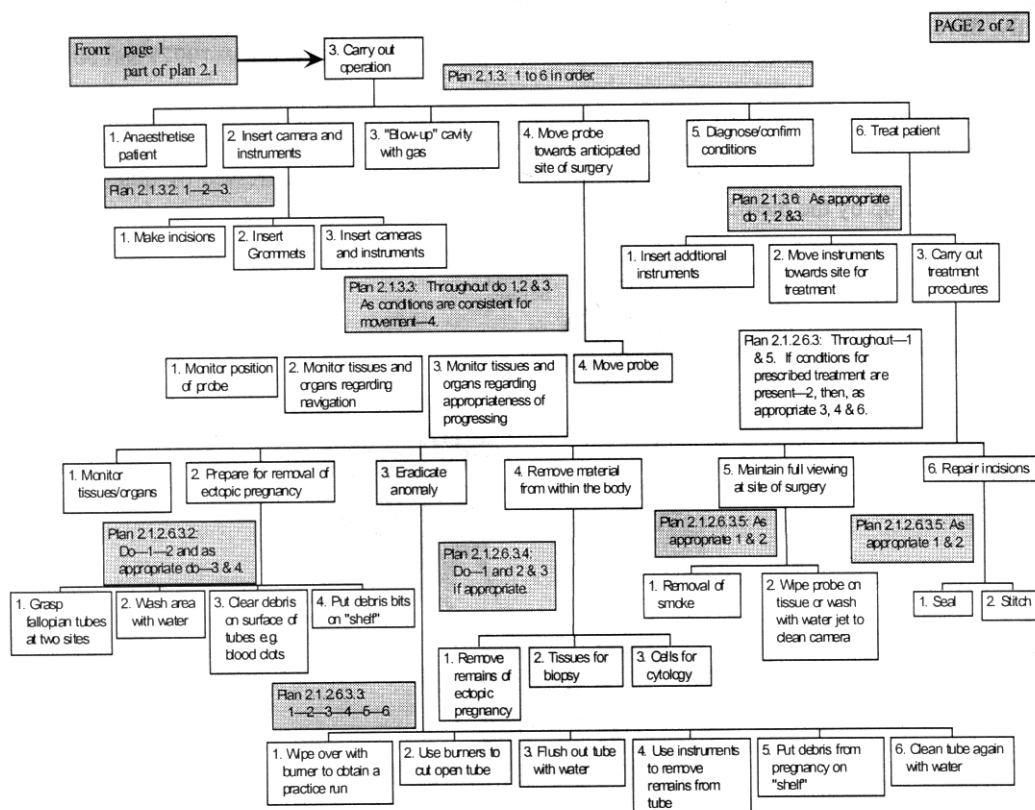 PAGE 2 of 2
From: page 1
part of plan 2.1
3. Carry out
operation
Plan 2.1.3: 1 to 6 in order
1. Anaesthetise
patient
2. Insert camera and
instruments
3. "Blow-up" cavity
with gas
4. Move probe
towards anticipated
site of surgery
5. Diagnose/confirm
conditions
6. Treat patient
Plan 2.1.3.2: 1—2—3.
Plan 2.1.3.6: As appropriate
do 1, 2 &3.
1. Make incisions
2. Insert
Grommets
3. Insert cameras
and instruments
1. Insert additional
instruments
2. Move instruments
towards site for
treatment
3. Carry out
treatment
procedures
Plan 2.1.3.3: Throughout do 1,2 & 3.
As conditions are consistent for
movement—4.
Plan 2.1.2.6.3: Throughout—1
& 5. If conditions for
prescribed treatment are
present—2, then, as
appropriate 3, 4 & 6.
1. Monitor position
of probe
2. Monitor tissues and
organs regarding
navigation
3. Monitor tissues and
organs regarding
appropriateness of
progressing
4. Move probe
1. Monitor
tissues/organs
2. Prepare for removal of
ectopic pregnancy
3. Eradicate
anomaly
4. Remove material
from within the body
5. Maintain full viewing
at site of surgery
6. Repair incisions
Plan 2.1.2.6.3.2:
Do—1—2 and as
appropriate do—3 & 4.
Plan 2.1.2.6.3.4:
Do—1 and 2 & 3
if appropriate.
Plan 2.1.2.6.3.5: As
appropriate 1 & 2.
Plan 2.1.2.6.3.5: As
appropriate 1 & 2.
1. Grasp
fallopian tubes
at two sites
2. Wash area
with water
3. Clear debris
on surface of
tubes e.g.
blood clots
4. Put debris bits
on "shelf"
1. Removal of
smoke
2. Wipe probe on
tissue or wash
with water jet to
clean camera
1. Seal
2. Stitch
1. Remove
remains of
ectopic
pregnancy
2. Tissues for
biopsy
3. Cells for
cytology
Plan 2.1.2.6.3.3:
1—2—3—4—5—6.
1. Wipe over with
burner to obtain a
practice run
2. Use burners to
cut open tube
3. Flush out tube
with water
4. Use instruments
to remove
remains from
tube
5. Put debris from
pregnancy on
"shelf"
6. Clean tube again
with water